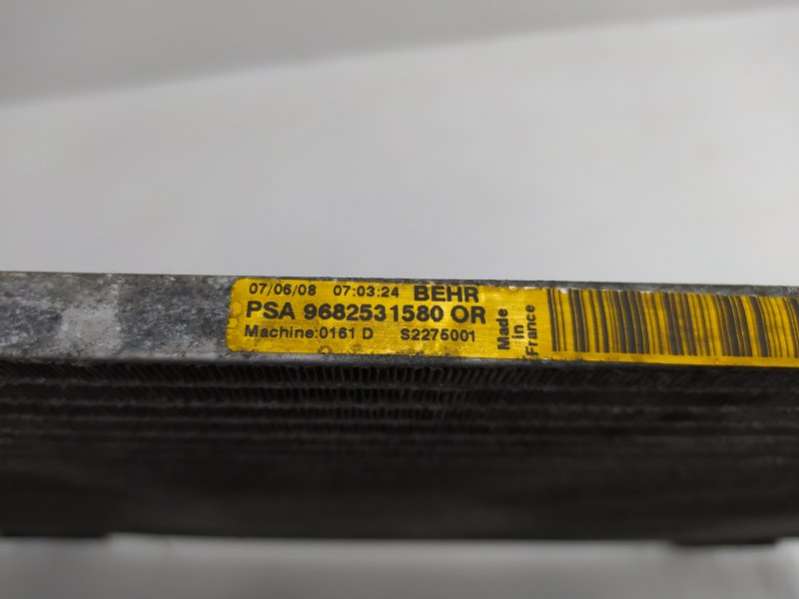 07/06/08 07:03:24 BEHR
PSA 9682531580 OR
Machine:0161 D S2275001
Made
in
France